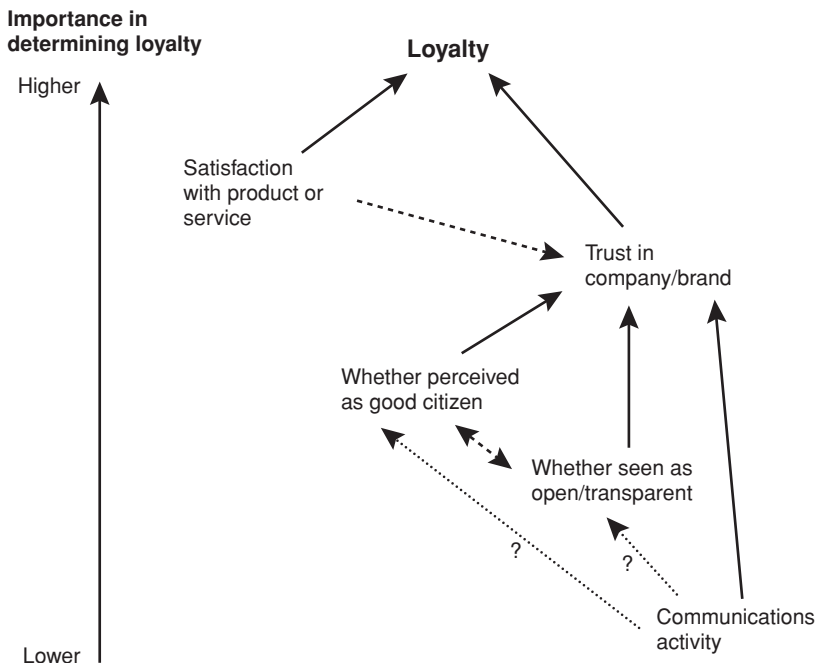 Importance in
determining loyalty
Loyalty
Higher
Satisfaction
with product or
service
Trust in
company/brand
Whether perceived
as good citizen
Whether seen as
open/transparent
?
?
Communications
activity
Lower